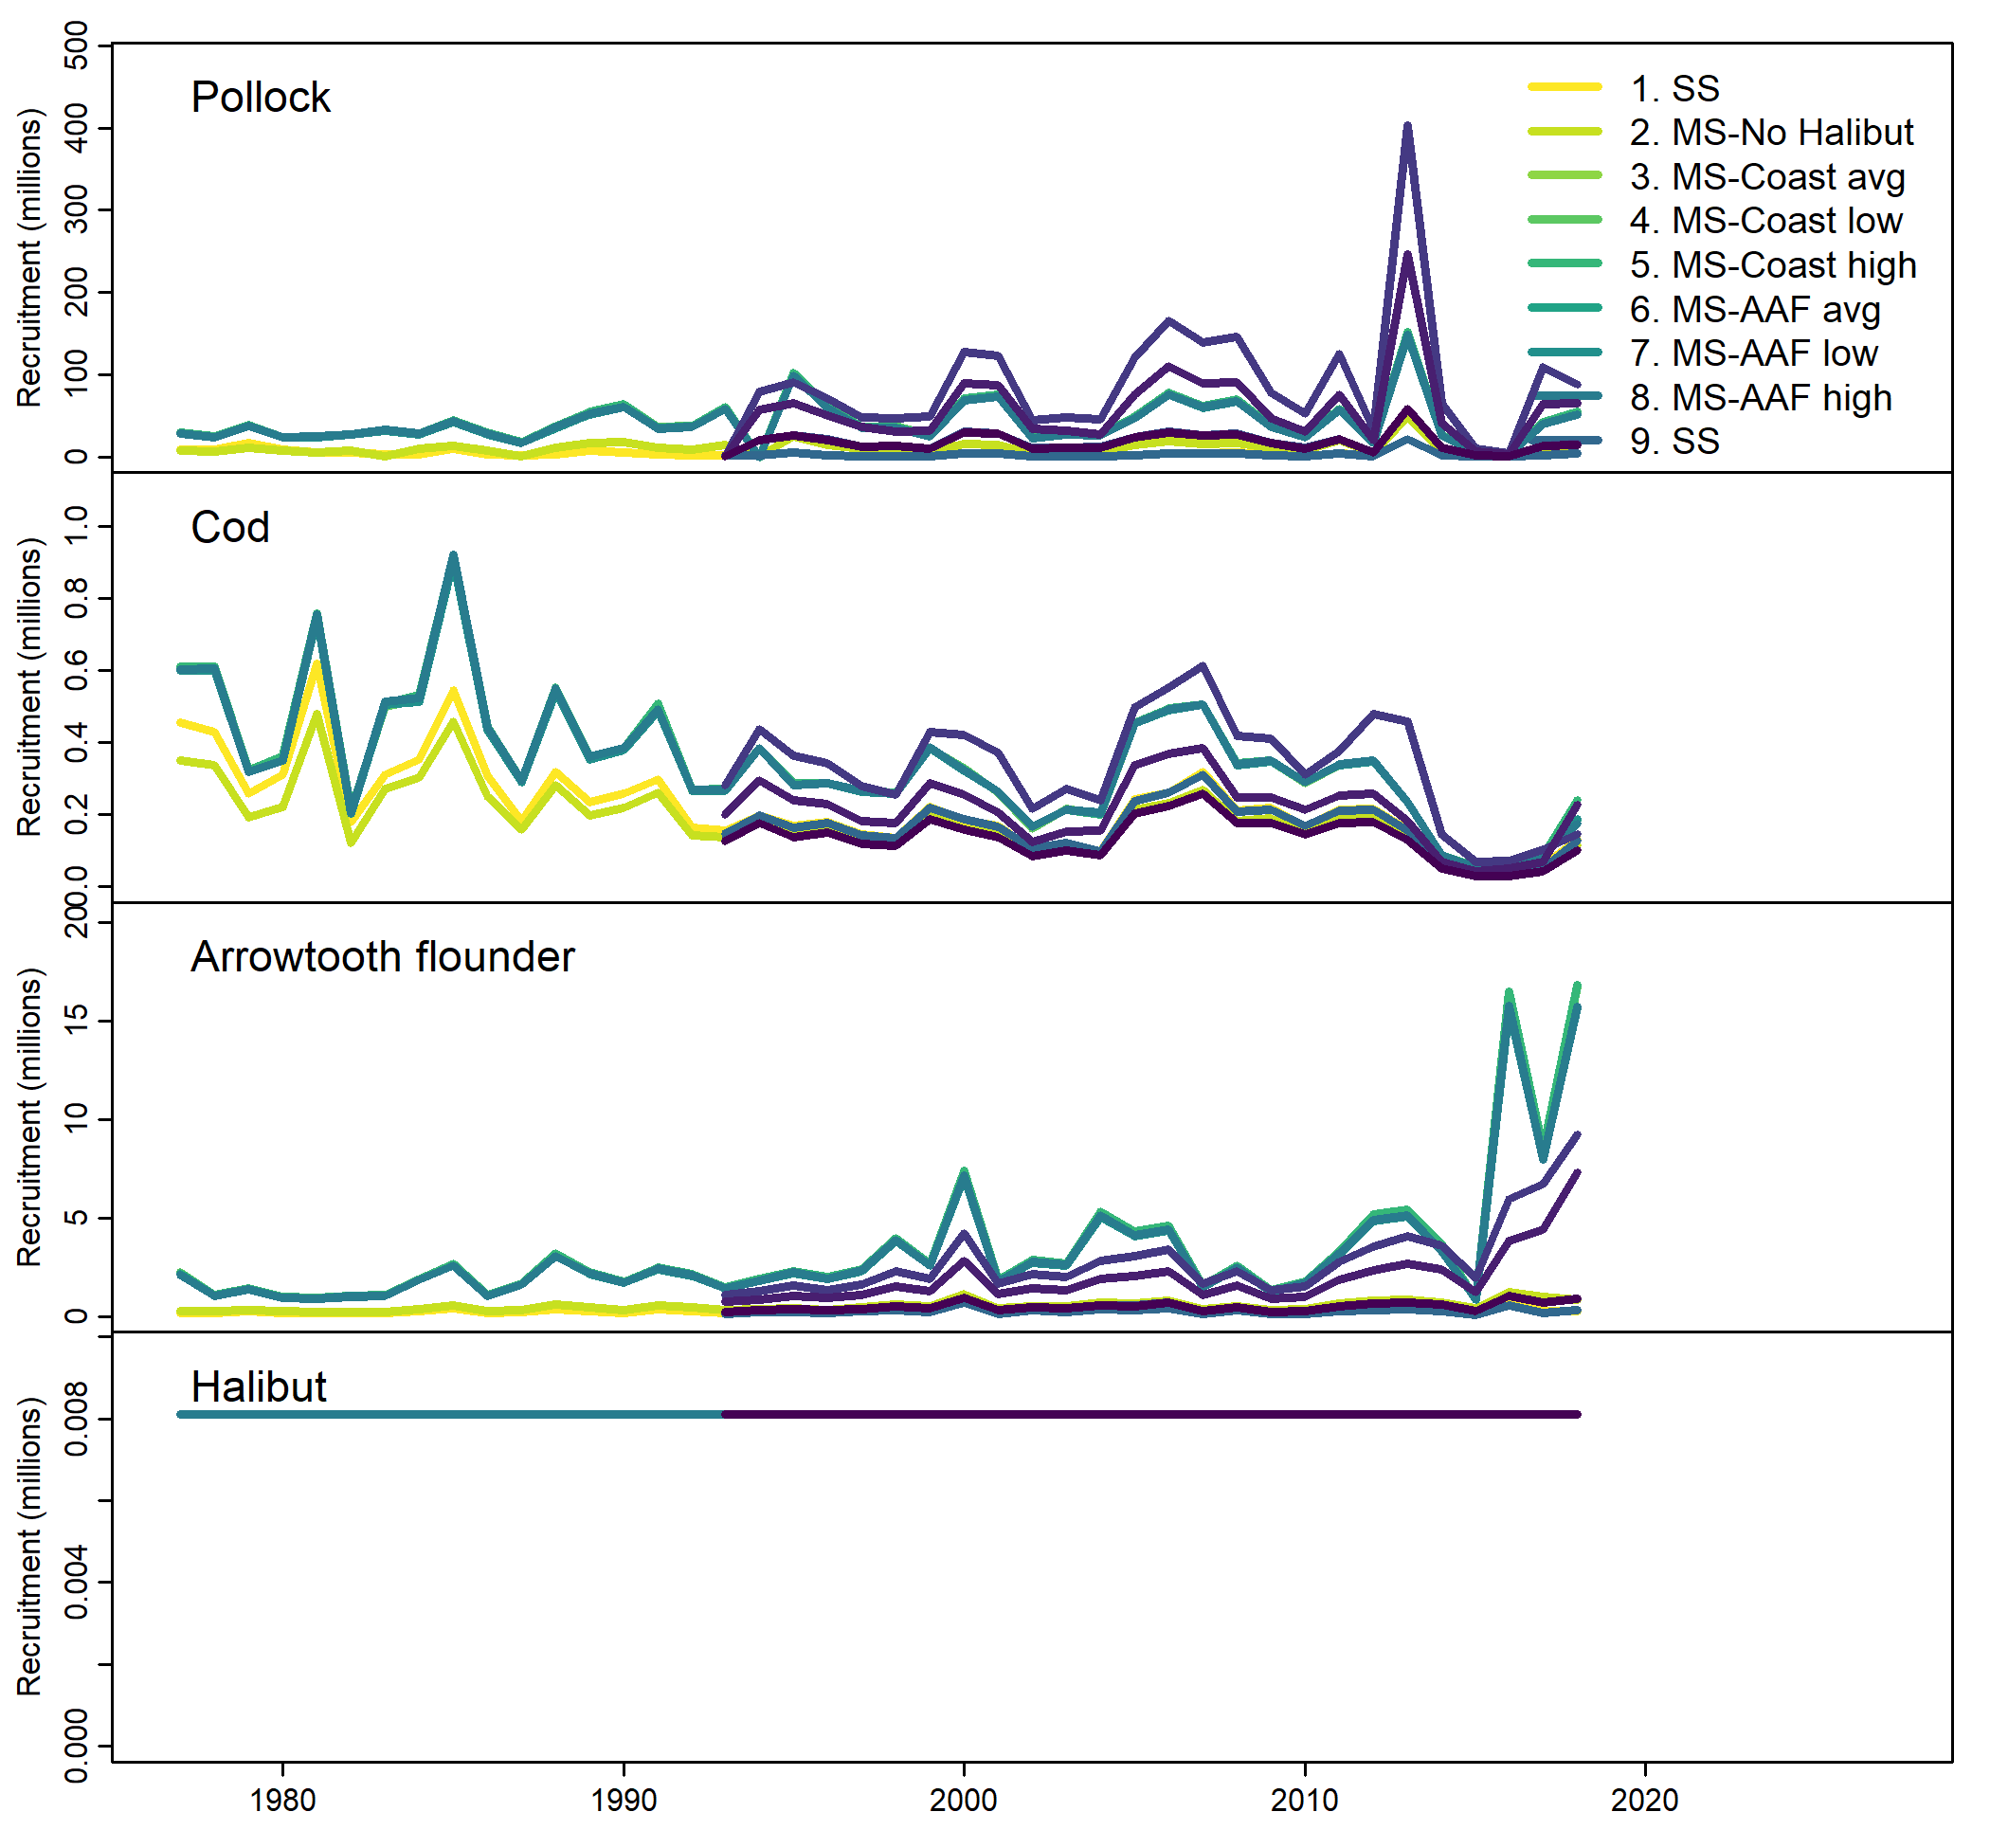 Pollock
Recruitment (millions)
500
400
300
200
100
0
1. SS
2. MS-No Halibut
3. MS-Coast avg
4. MS-Coast low
5. MS-Coast high
6. MS-AAF avg
7. MS-AAF low
8. MS-AAF high
9. SS
Cod
Recruitment (millions)
1.0
0.8
0.6
0.4
0.2
0.0
Arrowtooth flounder
Recruitment (millions)
20
15
10
5
0
Halibut
Recruitment (millions)
0.008
0.004
0.000
1980 1990 2000 2010 2020